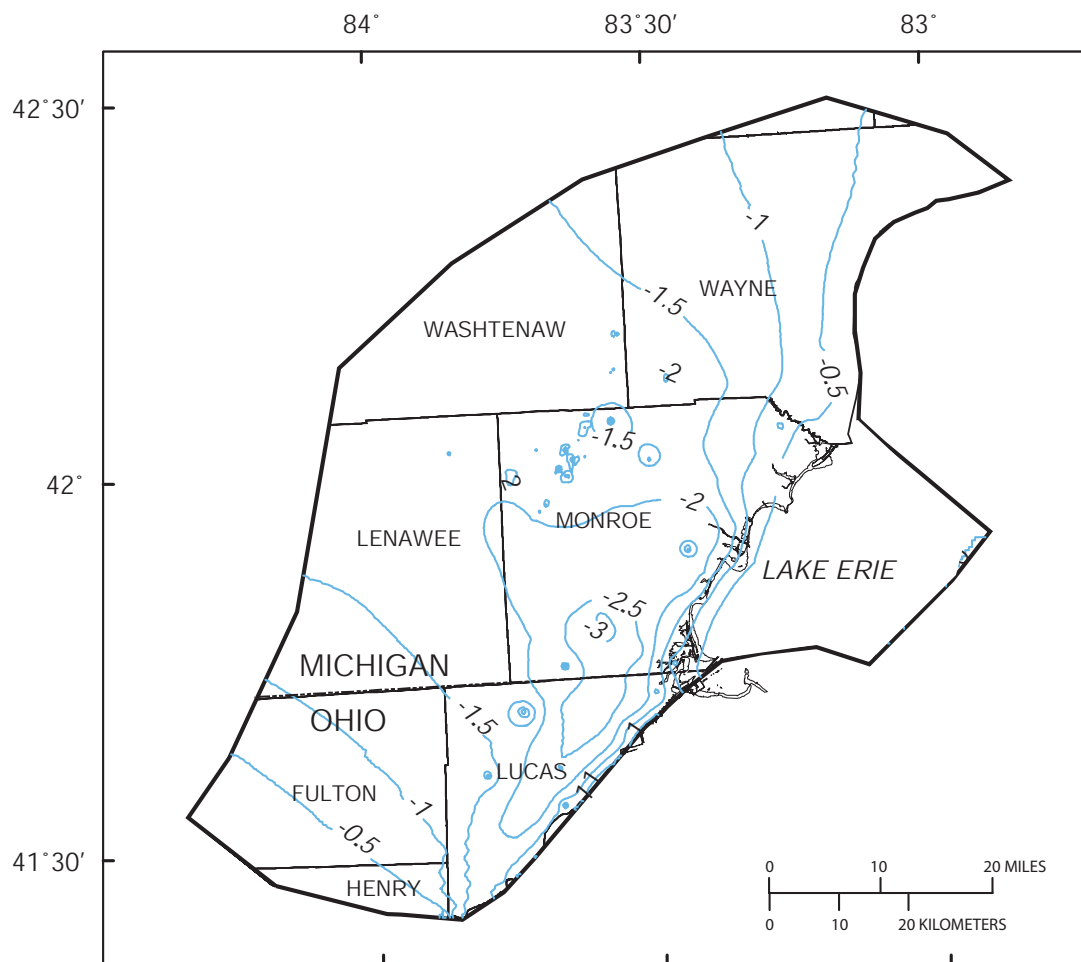 84° 83°30′ 83°
42°30′
-1
-1.5
WAYNE
WASHTENAW
-2
-0.5
-1.5
42°
-2
MONROE
LENAWEE
LAKE ERIE
-2.5
-3
MICHIGAN
OHIO
-1.5
LUCAS
FULTON
-1
-0.5
41°30′
HENRY
0 10 20 MILES
0 10 20 KILOMETERS